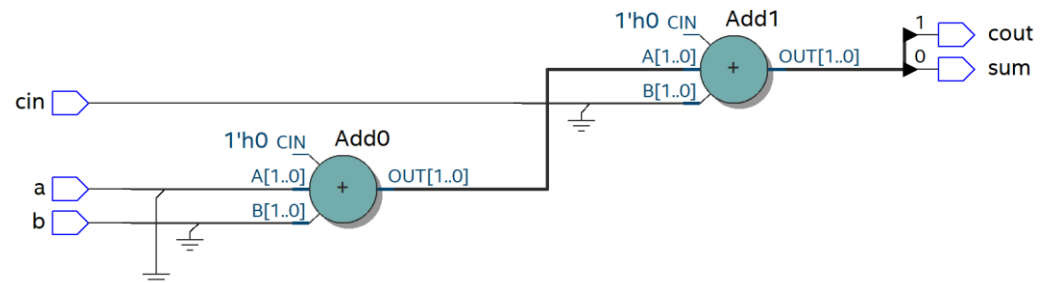 1'h0 CIN Add1
1 cout
A[1..0] + OUT[1..0] 0 sum
B[1..0]
cin
1'h0 CIN Add0
a A[1..0] + OUT[1..0]
b B[1..0]